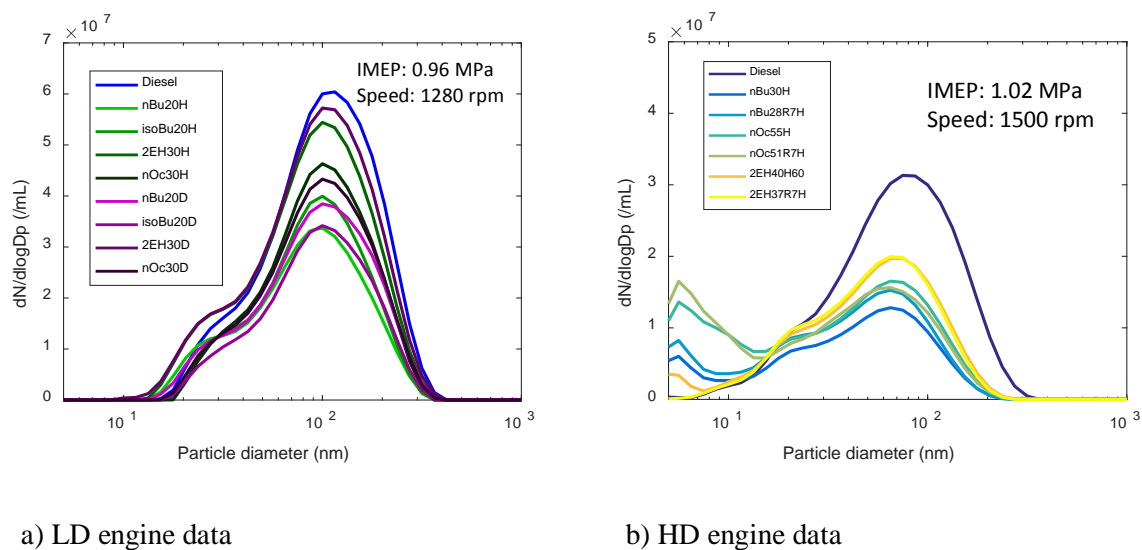 × 10 7
7
6
5
4
3
2
1
0
dN/dlogDp (/mL)
Diesel
nBu20H
isoBu20H
2EH30H
nOc30H
nBu20D
isoBu20D
2EH30D
nOc30D
IMEP: 0.96 MPa
Speed: 1280 rpm
10 1
10 2
10 3
Particle diameter (nm)
a) LD engine data
× 10 7
5
4
3
2
1
0
dN/dlogDp (/mL)
Diesel
nBu30H
nBu28R7H
nOc55H
nOc51R7H
2EH40H60
2EH37R7H
IMEP: 1.02 MPa
Speed: 1500 rpm
10 1
10 2
10 3
Particle diameter (nm)
b) HD engine data